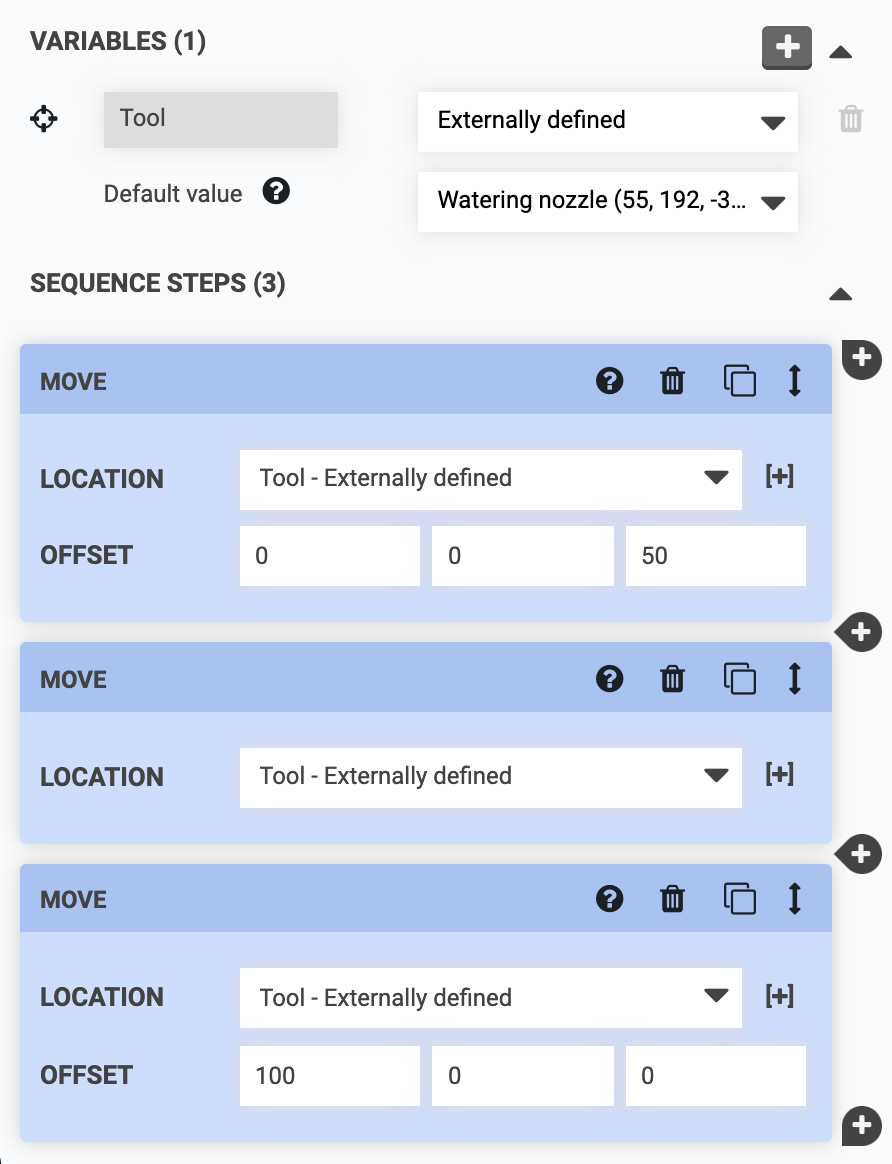 VARIABLES (1)
Tool
Externally defined
Default value
Watering nozzle (55, 192, -3...
SEQUENCE STEPS (3)
MOVE
LOCATION
Tool - Externally defined
[+]
OFFSET
0
0
50
MOVE
LOCATION
Tool - Externally defined
[+]
MOVE
LOCATION
Tool - Externally defined
[+]
OFFSET
100
0
0